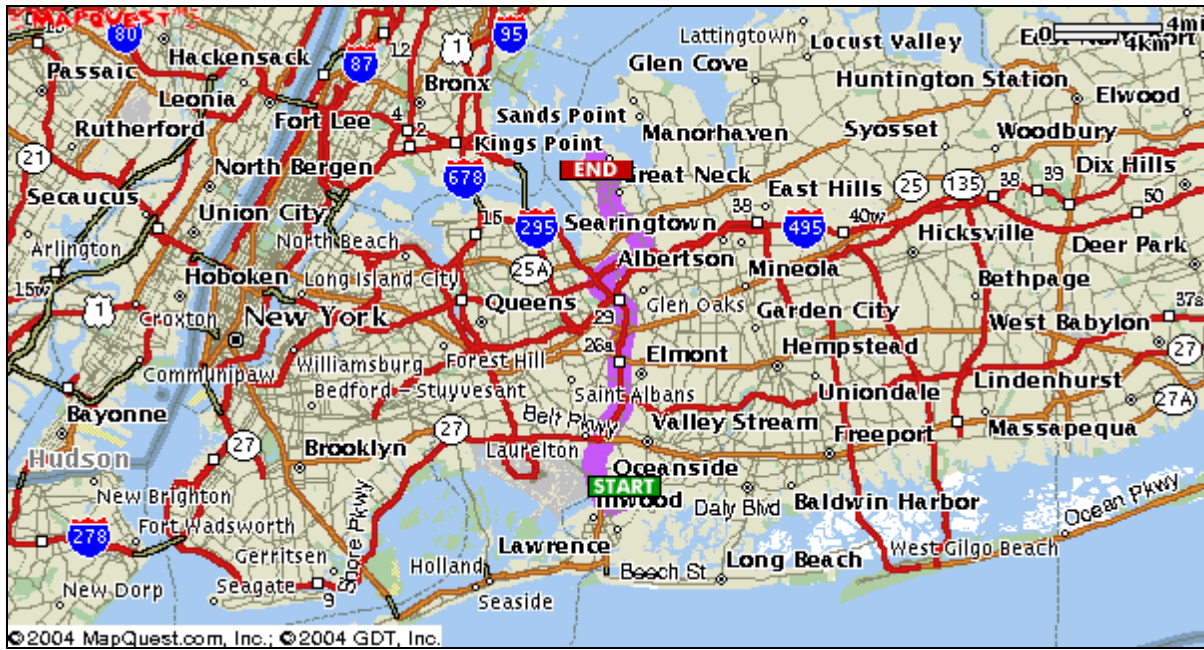 MAPQUEST
80
95
1
12
87
Passaic
Hackensack
Bronx
Lattingtown
Locust Valley
0
4mi
4km
Glen Cove
Huntington Station
Elwood
Leonia
Fort Lee
4
2
Sands Point
Manorhaven
Syosset
Woodbury
Rutherford
Kings Point
21
North Bergen
678
END
Great Neck
East Hills
25
135
38
39
Dix Hills
50
Secaucus
Union City
15
295
Searingtown
38
495
40w
Hicksville
Deer Park
Arlington
North Beach
25A
Albertson
Mineola
Bethpage
15w
Hoboken
Long Island City
Queens
Glen Oaks
Garden City
37s
1
Croxton
New York
29
West Babylon
26a
Elmont
Hempstead
27
Communipaw
Williamsburg
Forest Hill
Bedford-Stuyvesant
Saint Albans
Uniondale
Lindenhurst
27A
Bayonne
Belt Pkwy
Valley Stream
Freeport
Massapequa
27
Brooklyn
27
Laurelton
Hudson
Oceanside
START
Inwood
New Brighton
Shore Pkwy
Daly Blvd
Baldwin Harbor
Ocean Pkwy
278
Fort Wadsworth
Lawrence
West Gilgo Beach
Gerritsen
Holland
Beech St
Long Beach
New Dorp
Seagate
9
Seaside
©2004 MapQuest.com, Inc.; ©2004 GDT, Inc.